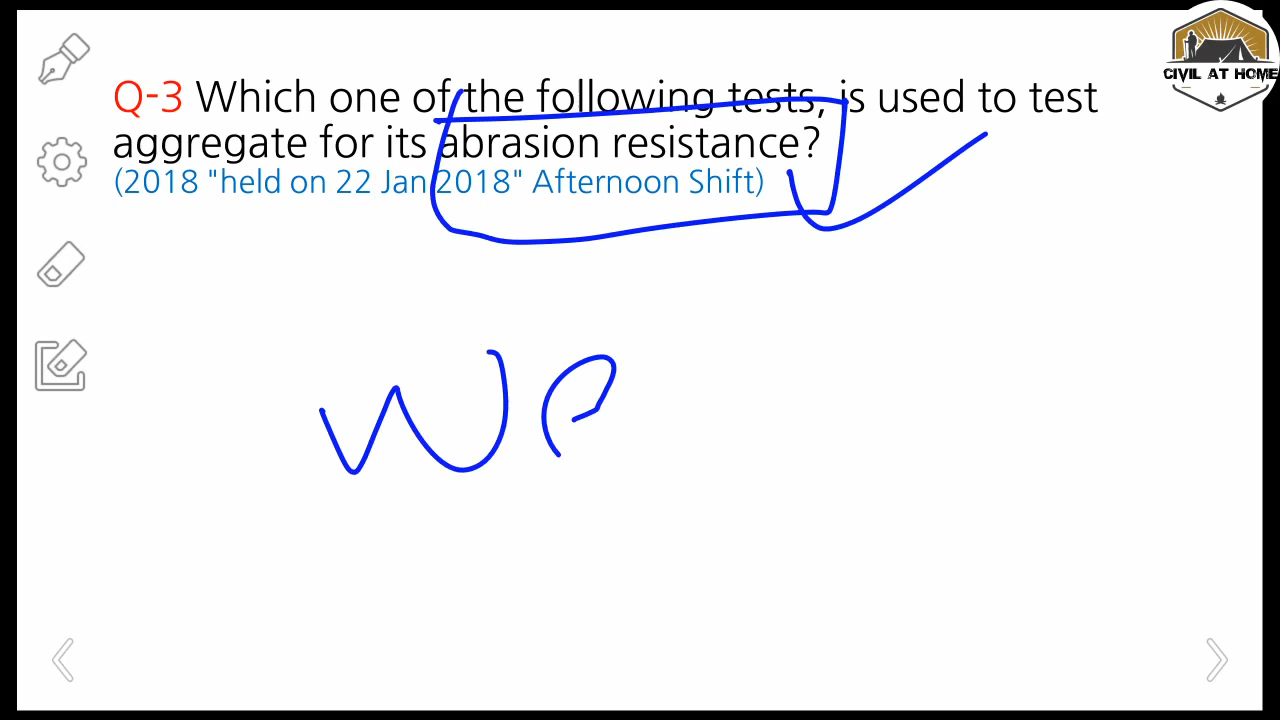 CIVIL AT HOME
Q-3 Which one of the following tests, is used to test
aggregate for its abrasion resistance?
(2018 "held on 22 Jan 2018" Afternoon Shift)